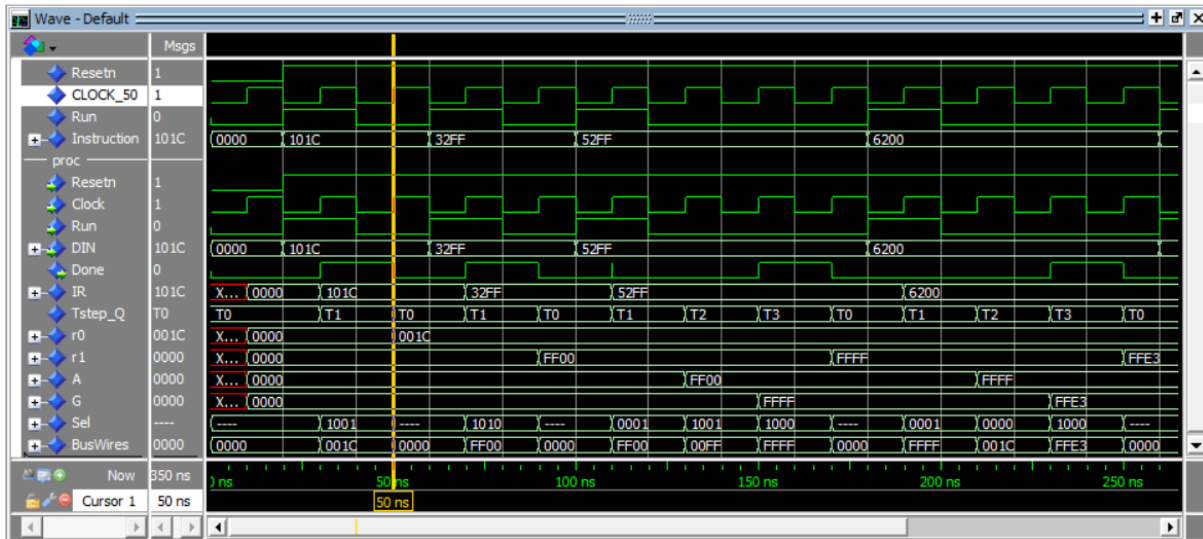 Wave - Default
Msgs
Resetn 1
CLOCK_50 1
Run 0
Instruction 101C 0000 101C 32FF 52FF 6200
proc
Resetn 1
Clock 1
Run 0
DIN 101C 0000 101C 32FF 52FF 6200
Done 0
IR 101C X... 0000 101C 32FF 52FF 6200
Tstep_Q T0 T0 T1 T0 T1 T0 T1 T2 T3 T0 T1 T2 T3 T0
r0 001C X... 0000 001C
r1 0000 X... 0000 FF00 FFFF FFE3
A 0000 X... 0000 FF00 FFFF
G 0000 X... 0000 FFFF FFE3
Sel ---- ---- 1001 ---- 1010 ---- 0001 1001 1000 ---- 0001 0000 1000 ----
BusWires 0000 0000 001C 0000 FF00 0000 FF00 00FF FFFF 0000 FFFF 001C FFE3 0000
Now 350 ns 0 ns 50 ns 100 ns 150 ns 200 ns 250 ns
Cursor 1 50 ns 50 ns